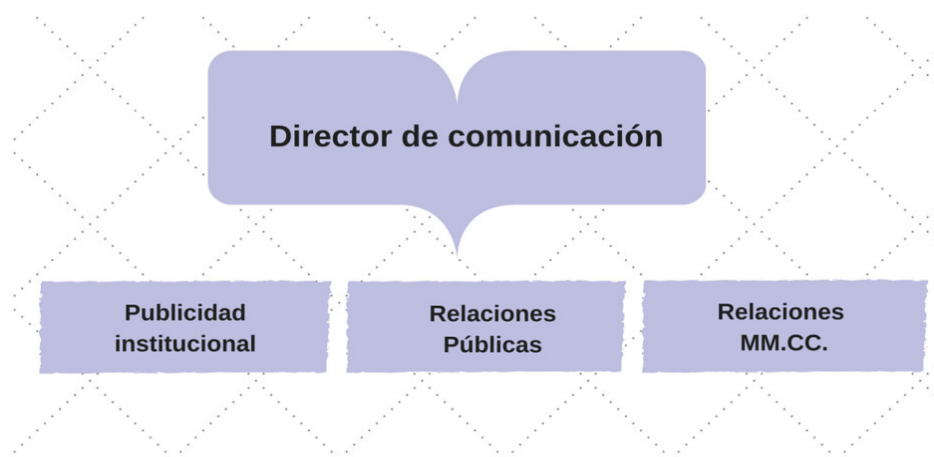 Director de comunicación
Publicidad
institucional
Relaciones
Públicas
Relaciones
MM.CC.